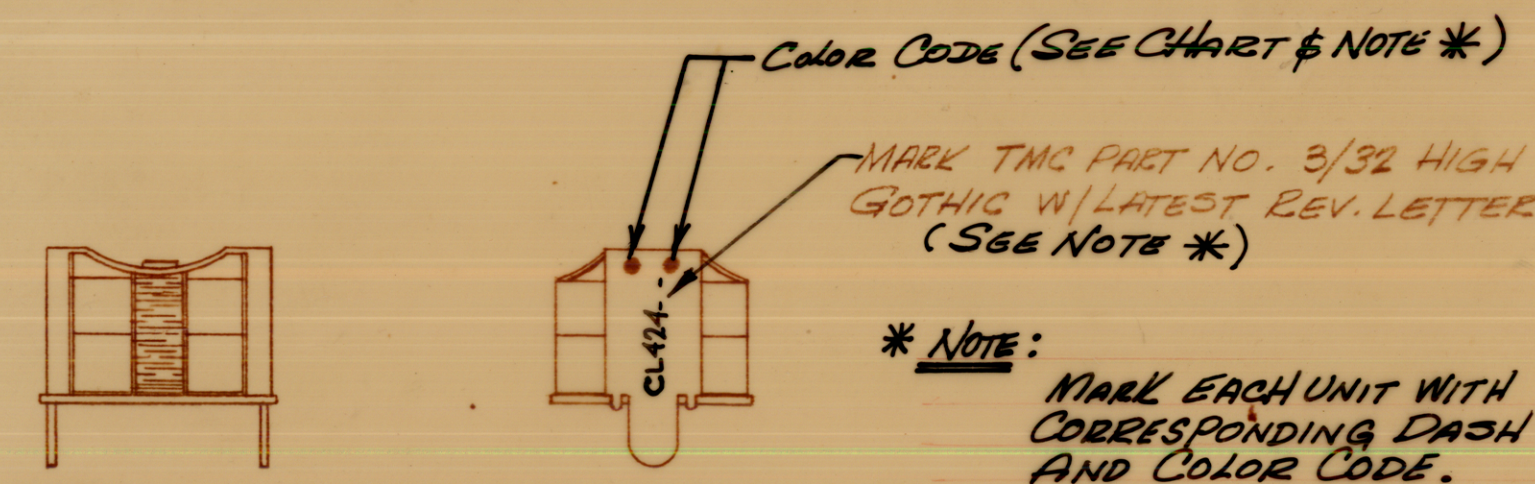 COLOR CODE (SEE CHART & NOTE *)
MARK TMC PART NO. 3/32 HIGH
GOTHIC W/LATEST REV. LETTER
(SEE NOTE *)
CL424- -
* NOTE:
MARK EACH UNIT WITH
CORRESPONDING DASH
AND COLOR CODE.